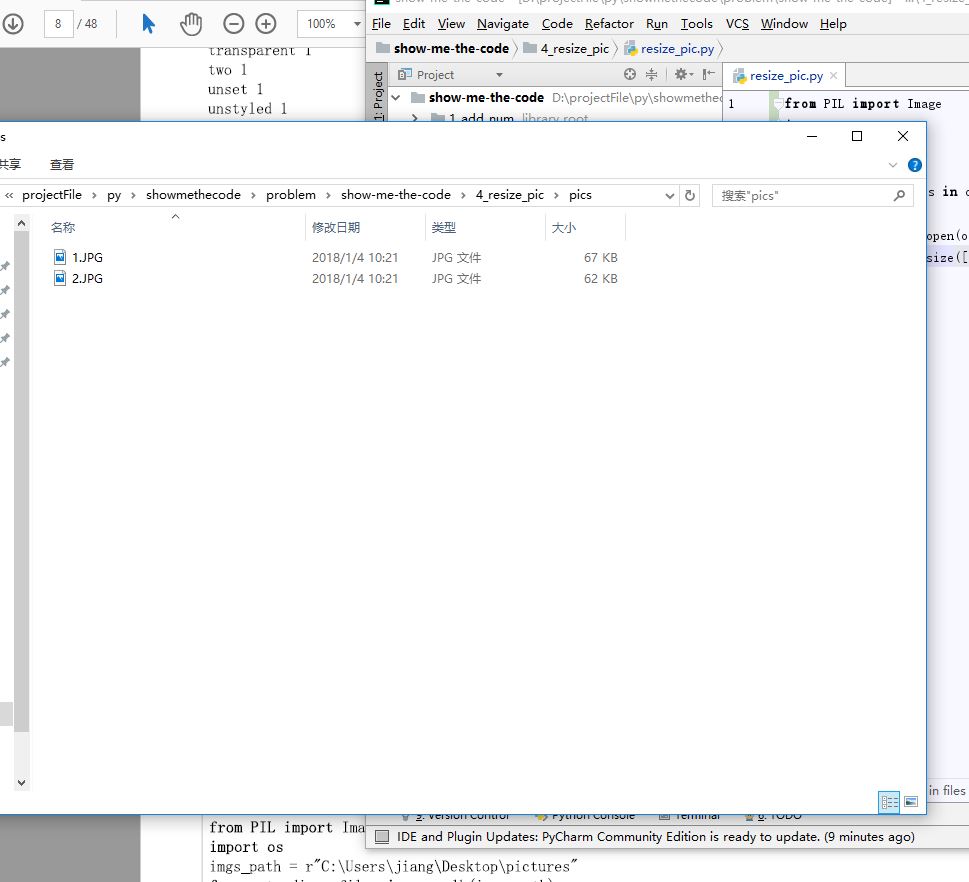 8 / 48
100%
transparent 1
two 1
unset 1
unstyled 1
File Edit View Navigate Code Refactor Run Tools VCS Window Help
show-me-the-code 4_resize_pic resize_pic.py
1: Project
Project
resize_pic.py
show-me-the-code D:\projectFile\py\showmethec
1_add_num library root
1 from PIL import Image
s in
open(o
size([
s
共享 查看
« projectFile py showmethecode problem show-me-the-code 4_resize_pic pics
搜索"pics"
名称 修改日期 类型 大小
1.JPG 2018/1/4 10:21 JPG 文件 67 KB
2.JPG 2018/1/4 10:21 JPG 文件 62 KB
in files
9: Version Control Python Console Terminal 6: TODO
IDE and Plugin Updates: PyCharm Community Edition is ready to update. (9 minutes ago)
from PIL import Ima
import os
imgs_path = r"C:\Users\jiang\Desktop\pictures"